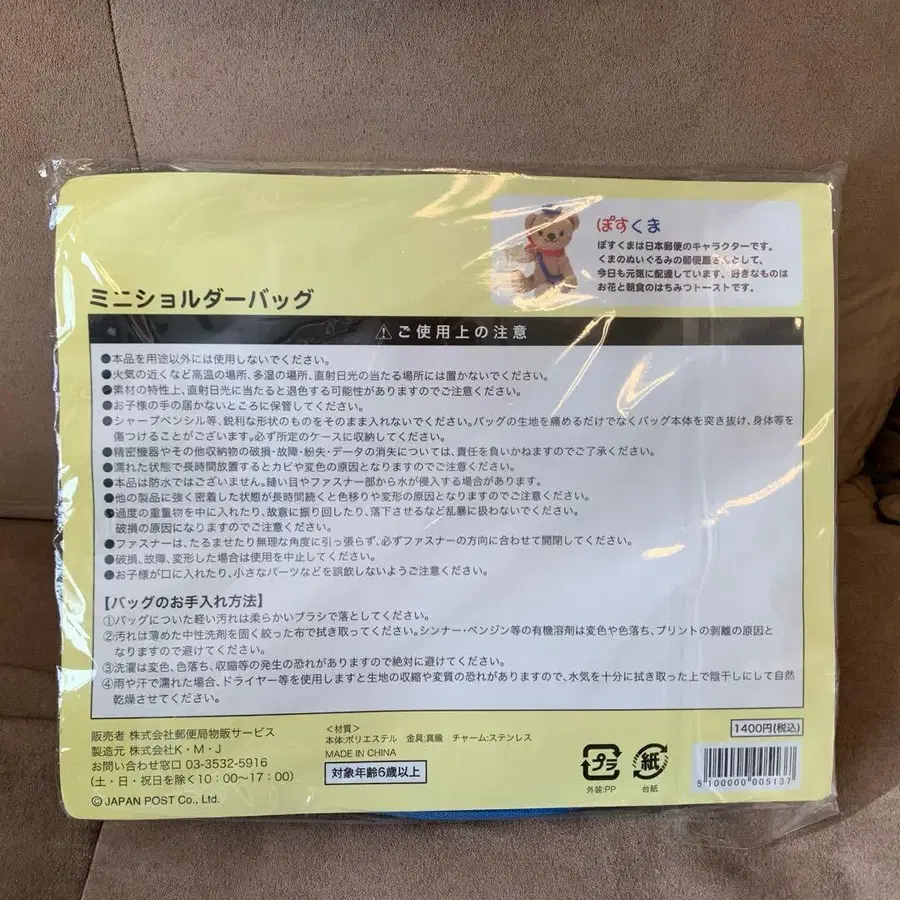 ぽすくま
ぽすくまは日本郵便のキャラクターです。
くまのぬいぐるみの郵便屋さんとして、
今日も元気に配達しています。好きなものは
お花と朝食のはちみつトーストです。
ミニショルダーバッグ
⚠ご使用上の注意
●本品を用途以外には使用しないでください。
●火気の近くなど高温の場所、多湿の場所、直射日光の当たる場所には置かないでください。
●素材の特性上、直射日光に当たると退色する可能性がありますのでご注意ください。
●お子様の手の届かないところに保管してください。
●シャープペンシル等、鋭利な形状のものをそのまま入れないでください。バッグの生地を痛めるだけでなくバッグ本体を突き抜け、身体等を
傷つけることがございます。必ず所定のケースに収納してください。
●精密機器やその他収納物の破損・故障・紛失・データの消失については、責任を負いかねますのでご了承ください。
●濡れた状態で長時間放置するとカビや変色の原因となりますのでご注意ください。
●本品は防水ではございません。縫い目やファスナー部から水が侵入する場合があります。
●他の製品に強く密着した状態が長時間続くと色移りや変形の原因となりますのでご注意ください。
●過度の重量物を中に入れたり、故意に振り回したり、落下させるなど乱暴に扱わないでください。
破損の原因になりますのでご注意ください。
●ファスナーは、たるませたり無理な角度に引っ張らず、必ずファスナーの方向に合わせて開閉してください。
●破損、故障、変形した場合は使用を中止してください。
●お子様が口に入れたり、小さなパーツなどを誤飲しないようご注意ください。
【バッグのお手入れ方法】
①バッグについた軽い汚れは柔らかいブラシで落としてください。
②汚れは薄めた中性洗剤を固く絞った布で拭き取ってください。シンナー・ベンジン等の有機溶剤は変色や色落ち、プリントの剥離の原因と
なりますので避けてください。
③洗濯は変色、色落ち、収縮等の発生の恐れがありますので絶対に避けてください。
④雨や汗で濡れた場合、ドライヤー等を使用しますと生地の収縮や変質の恐れがありますので、水気を十分に拭き取った上で陰干しにして自然
乾燥させてください。
販売者 株式会社郵便局物販サービス
製造元 株式会社K・M・J
お問い合わせ窓口 03-3532-5916
(土・日・祝日を除く10:00〜17:00)
© JAPAN POST Co., Ltd.
<材質>
本体:ポリエステル 金具:真鍮 チャーム:ステンレス
MADE IN CHINA
対象年齢6歳以上
プラ
外装:PP
紙
台紙
1400円(税込)
5 100000 005137